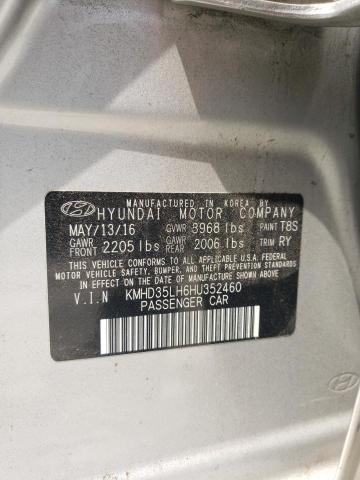 MANUFACTURED IN KOREA BY
HYUNDAI MOTOR COMPANY
MAY/13/16 GVWR 3968 lbs PAINT T8S
GAWR FRONT 2205 lbs GAWR REAR 2006 lbs TRIM RY
THIS VEHICLE CONFORMS TO ALL APPLICABLE U.S.A. FEDERAL
MOTOR VEHICLE SAFETY, BUMPER, AND THEFT PREVENTION STANDARDS
IN EFFECT ON THE DATE OF MANUFACTURE SHOWN ABOVE.
V.I.N KMHD35LH6HU352460
PASSENGER CAR